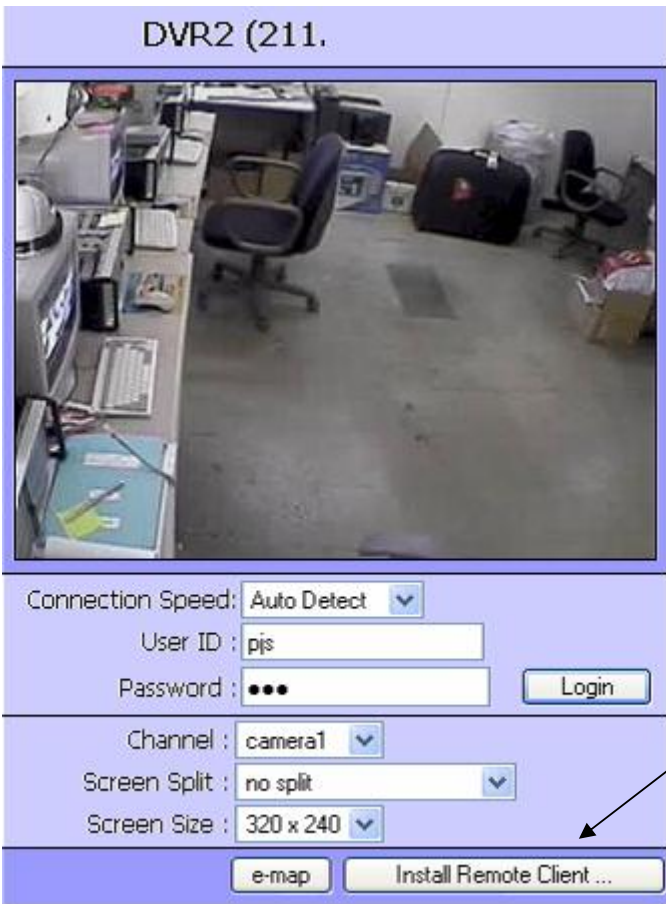 DVR2 (211.
Connection Speed: Auto Detect
User ID : pjs
Password : •••
Login
Channel : camera1
Screen Split : no split
Screen Size : 320 x 240
e-map
Install Remote Client ...